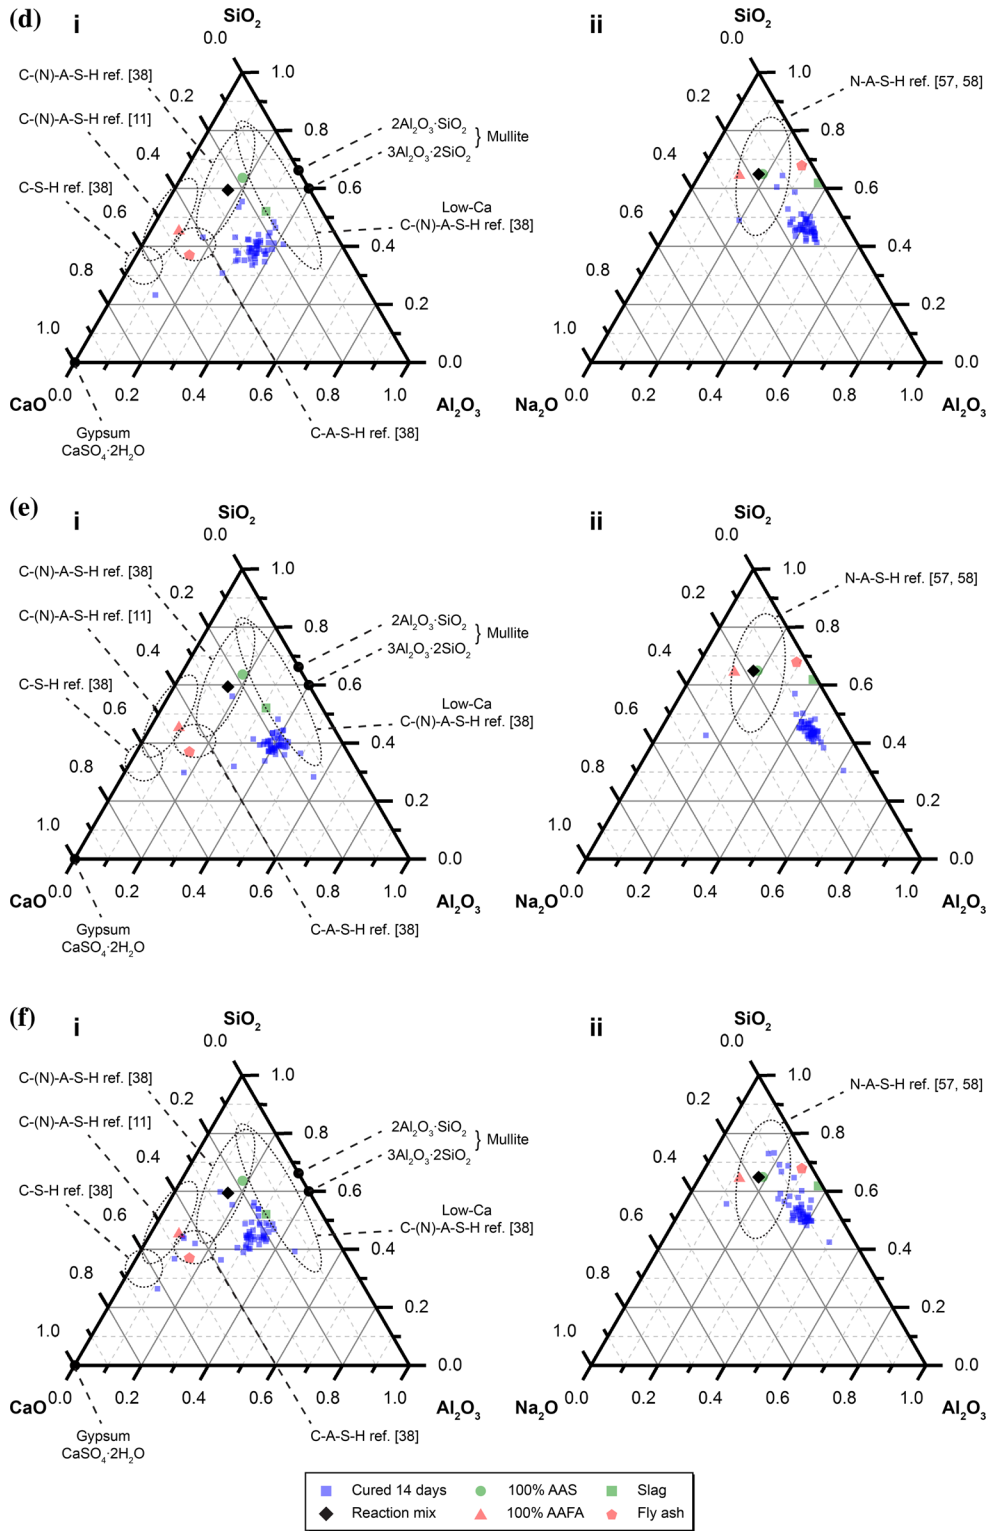 (d)
i
SiO2
0.0
1.0
0.2
0.8
0.4
0.6
0.6
0.4
0.8
0.2
1.0
0.0
CaO
0.0 0.2 0.4 0.6 0.8 1.0
Al2O3
C-(N)-A-S-H ref. [38]
C-(N)-A-S-H ref. [11]
C-S-H ref. [38]
2Al2O3·SiO2
3Al2O3·2SiO2
} Mullite
Low-Ca
C-(N)-A-S-H ref. [38]
Gypsum
CaSO4·2H2O
C-A-S-H ref. [38]
ii
SiO2
0.0
1.0
0.2
0.8
0.4
0.6
0.6
0.4
0.8
0.2
1.0
0.0
Na2O
0.0 0.2 0.4 0.6 0.8 1.0
Al2O3
N-A-S-H ref. [57, 58]
(e)
i
SiO2
0.0
1.0
0.2
0.8
0.4
0.6
0.6
0.4
0.8
0.2
1.0
0.0
CaO
0.0 0.2 0.4 0.6 0.8 1.0
Al2O3
C-(N)-A-S-H ref. [38]
C-(N)-A-S-H ref. [11]
C-S-H ref. [38]
2Al2O3·SiO2
3Al2O3·2SiO2
} Mullite
Low-Ca
C-(N)-A-S-H ref. [38]
Gypsum
CaSO4·2H2O
C-A-S-H ref. [38]
ii
SiO2
0.0
1.0
0.2
0.8
0.4
0.6
0.6
0.4
0.8
0.2
1.0
0.0
Na2O
0.0 0.2 0.4 0.6 0.8 1.0
Al2O3
N-A-S-H ref. [57, 58]
(f)
i
SiO2
0.0
1.0
0.2
0.8
0.4
0.6
0.6
0.4
0.8
0.2
1.0
0.0
CaO
0.0 0.2 0.4 0.6 0.8 1.0
Al2O3
C-(N)-A-S-H ref. [38]
C-(N)-A-S-H ref. [11]
C-S-H ref. [38]
2Al2O3·SiO2
3Al2O3·2SiO2
} Mullite
Low-Ca
C-(N)-A-S-H ref. [38]
Gypsum
CaSO4·2H2O
C-A-S-H ref. [38]
ii
SiO2
0.0
1.0
0.2
0.8
0.4
0.6
0.6
0.4
0.8
0.2
1.0
0.0
Na2O
0.0 0.2 0.4 0.6 0.8 1.0
Al2O3
N-A-S-H ref. [57, 58]
Cured 14 days 100% AAS Slag
Reaction mix 100% AAFA Fly ash